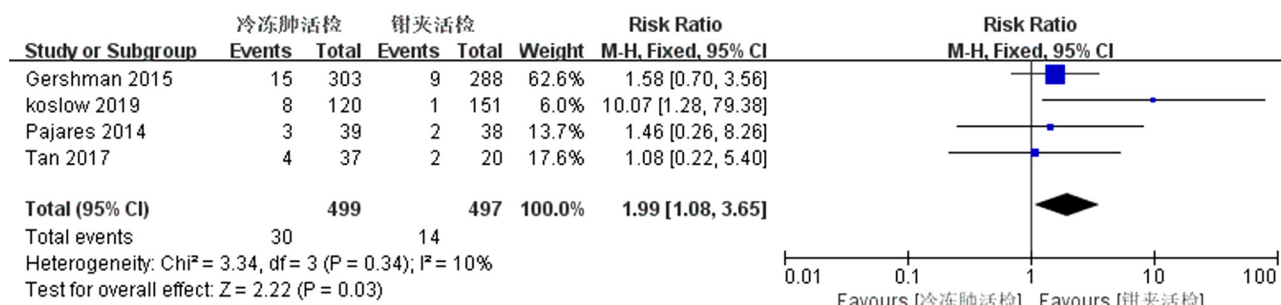 冷冻肺活检 钳夹活检 Risk Ratio Risk Ratio
Study or Subgroup Events Total Events Total Weight M-H, Fixed, 95% CI M-H, Fixed, 95% CI
Gershman 2015 15 303 9 288 62.6% 1.58 [0.70, 3.56]
koslow 2019 8 120 1 151 6.0% 10.07 [1.28, 79.38]
Pajares 2014 3 39 2 38 13.7% 1.46 [0.26, 8.26]
Tan 2017 4 37 2 20 17.6% 1.08 [0.22, 5.40]
Total (95% CI) 499 497 100.0% 1.99 [1.08, 3.65]
Total events 30 14
Heterogeneity: Chi² = 3.34, df = 3 (P = 0.34); I² = 10%
Test for overall effect: Z = 2.22 (P = 0.03)
0.01 0.1 1 10 100
Favours [冷冻肺活检] Favours [钳夹活检]